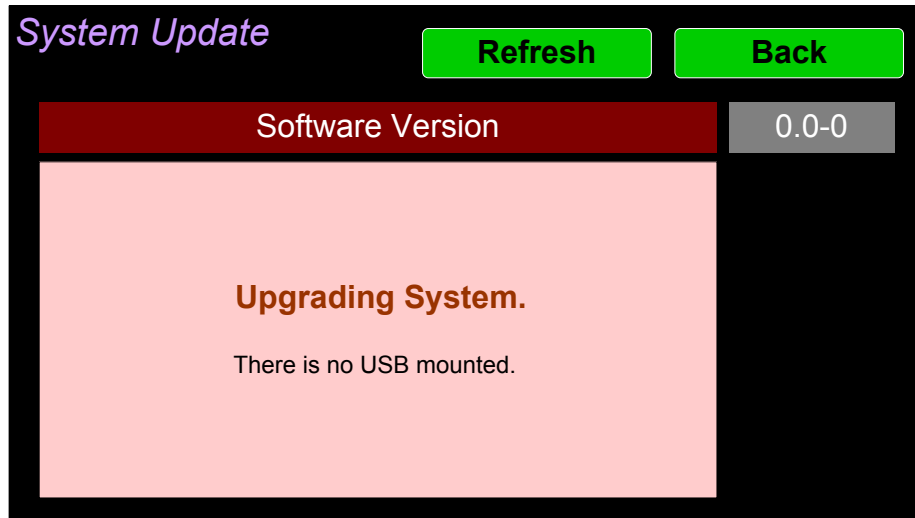 System Update
Refresh
Back
Software Version
0.0-0
Upgrading System.
There is no USB mounted.